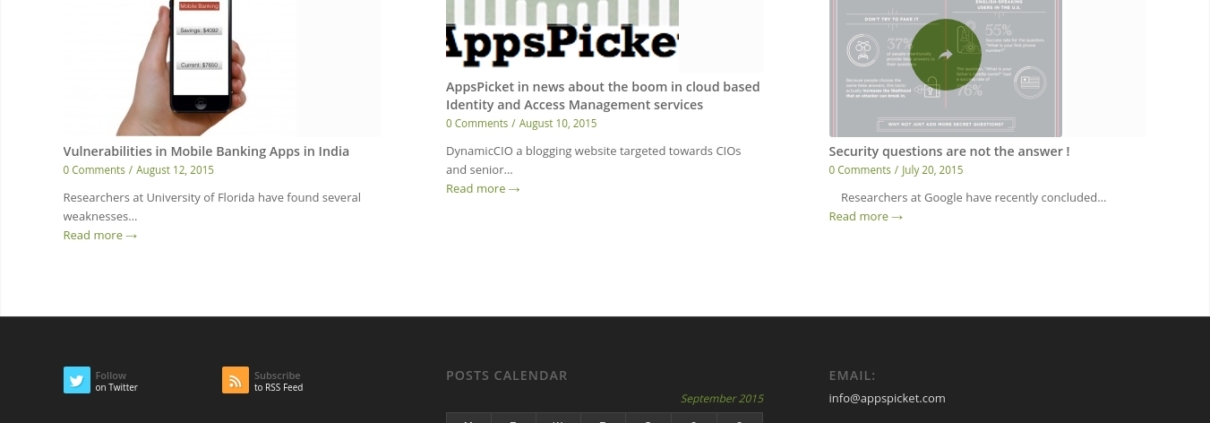 Mobile Banking
Savings: $4092
Current: $7850
Vulnerabilities in Mobile Banking Apps in India
0 Comments / August 12, 2015
Researchers at University of Florida have found several
weaknesses...
Read more →
AppsPicket
AppsPicket in news about the boom in cloud based
Identity and Access Management services
0 Comments / August 10, 2015
DynamicCIO a blogging website targeted towards CIOs
and senior...
Read more →
DON'T TRY TO FAKE IT
ENGLISH-SPEAKING
USERS IN THE U.S.
37%
55%
76%
WHY NOT JUST ADD MORE SECRET QUESTIONS?
Security questions are not the answer !
0 Comments / July 20, 2015
Researchers at Google have recently concluded...
Read more →
Follow
on Twitter
Subscribe
to RSS Feed
POSTS CALENDAR
September 2015
EMAIL:
info@appspicket.com